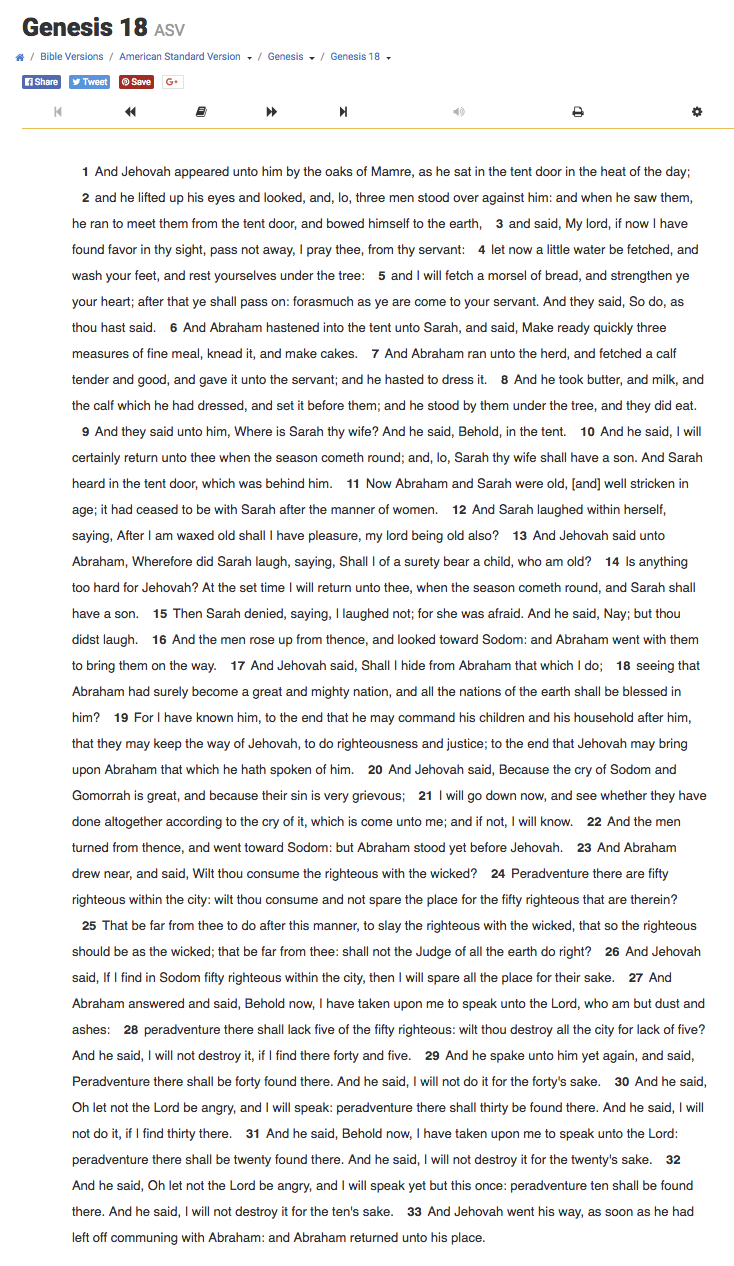 Genesis 18 ASV
/ Bible Versions / American Standard Version / Genesis / Genesis 18
Share Tweet Save G+
1 And Jehovah appeared unto him by the oaks of Mamre, as he sat in the tent door in the heat of the day;
2 and he lifted up his eyes and looked, and, lo, three men stood over against him: and when he saw them,
he ran to meet them from the tent door, and bowed himself to the earth, 3 and said, My lord, if now I have
found favor in thy sight, pass not away, I pray thee, from thy servant: 4 let now a little water be fetched, and
wash your feet, and rest yourselves under the tree: 5 and I will fetch a morsel of bread, and strengthen ye
your heart; after that ye shall pass on: forasmuch as ye are come to your servant. And they said, So do, as
thou hast said. 6 And Abraham hastened into the tent unto Sarah, and said, Make ready quickly three
measures of fine meal, knead it, and make cakes. 7 And Abraham ran unto the herd, and fetched a calf
tender and good, and gave it unto the servant; and he hasted to dress it. 8 And he took butter, and milk, and
the calf which he had dressed, and set it before them; and he stood by them under the tree, and they did eat.
9 And they said unto him, Where is Sarah thy wife? And he said, Behold, in the tent. 10 And he said, I will
certainly return unto thee when the season cometh round; and, lo, Sarah thy wife shall have a son. And Sarah
heard in the tent door, which was behind him. 11 Now Abraham and Sarah were old, [and] well stricken in
age; it had ceased to be with Sarah after the manner of women. 12 And Sarah laughed within herself,
saying, After I am waxed old shall I have pleasure, my lord being old also? 13 And Jehovah said unto
Abraham, Wherefore did Sarah laugh, saying, Shall I of a surety bear a child, who am old? 14 Is anything
too hard for Jehovah? At the set time I will return unto thee, when the season cometh round, and Sarah shall
have a son. 15 Then Sarah denied, saying, I laughed not; for she was afraid. And he said, Nay; but thou
didst laugh. 16 And the men rose up from thence, and looked toward Sodom: and Abraham went with them
to bring them on the way. 17 And Jehovah said, Shall I hide from Abraham that which I do; 18 seeing that
Abraham had surely become a great and mighty nation, and all the nations of the earth shall be blessed in
him? 19 For I have known him, to the end that he may command his children and his household after him,
that they may keep the way of Jehovah, to do righteousness and justice; to the end that Jehovah may bring
upon Abraham that which he hath spoken of him. 20 And Jehovah said, Because the cry of Sodom and
Gomorrah is great, and because their sin is very grievous; 21 I will go down now, and see whether they have
done altogether according to the cry of it, which is come unto me; and if not, I will know. 22 And the men
turned from thence, and went toward Sodom: but Abraham stood yet before Jehovah. 23 And Abraham
drew near, and said, Wilt thou consume the righteous with the wicked? 24 Peradventure there are fifty
righteous within the city: wilt thou consume and not spare the place for the fifty righteous that are therein?
25 That be far from thee to do after this manner, to slay the righteous with the wicked, that so the righteous
should be as the wicked; that be far from thee: shall not the Judge of all the earth do right? 26 And Jehovah
said, If I find in Sodom fifty righteous within the city, then I will spare all the place for their sake. 27 And
Abraham answered and said, Behold now, I have taken upon me to speak unto the Lord, who am but dust and
ashes: 28 peradventure there shall lack five of the fifty righteous: wilt thou destroy all the city for lack of five?
And he said, I will not destroy it, if I find there forty and five. 29 And he spake unto him yet again, and said,
Peradventure there shall be forty found there. And he said, I will not do it for the forty's sake. 30 And he said,
Oh let not the Lord be angry, and I will speak: peradventure there shall thirty be found there. And he said, I will
not do it, if I find thirty there. 31 And he said, Behold now, I have taken upon me to speak unto the Lord:
peradventure there shall be twenty found there. And he said, I will not destroy it for the twenty's sake. 32
And he said, Oh let not the Lord be angry, and I will speak yet but this once: peradventure ten shall be found
there. And he said, I will not destroy it for the ten's sake. 33 And Jehovah went his way, as soon as he had
left off communing with Abraham: and Abraham returned unto his place.